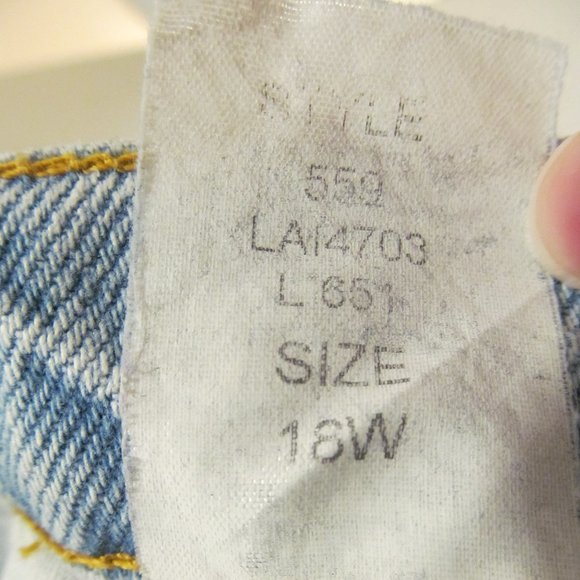 STYLE
559
LAI4703
L 651
SIZE
18W